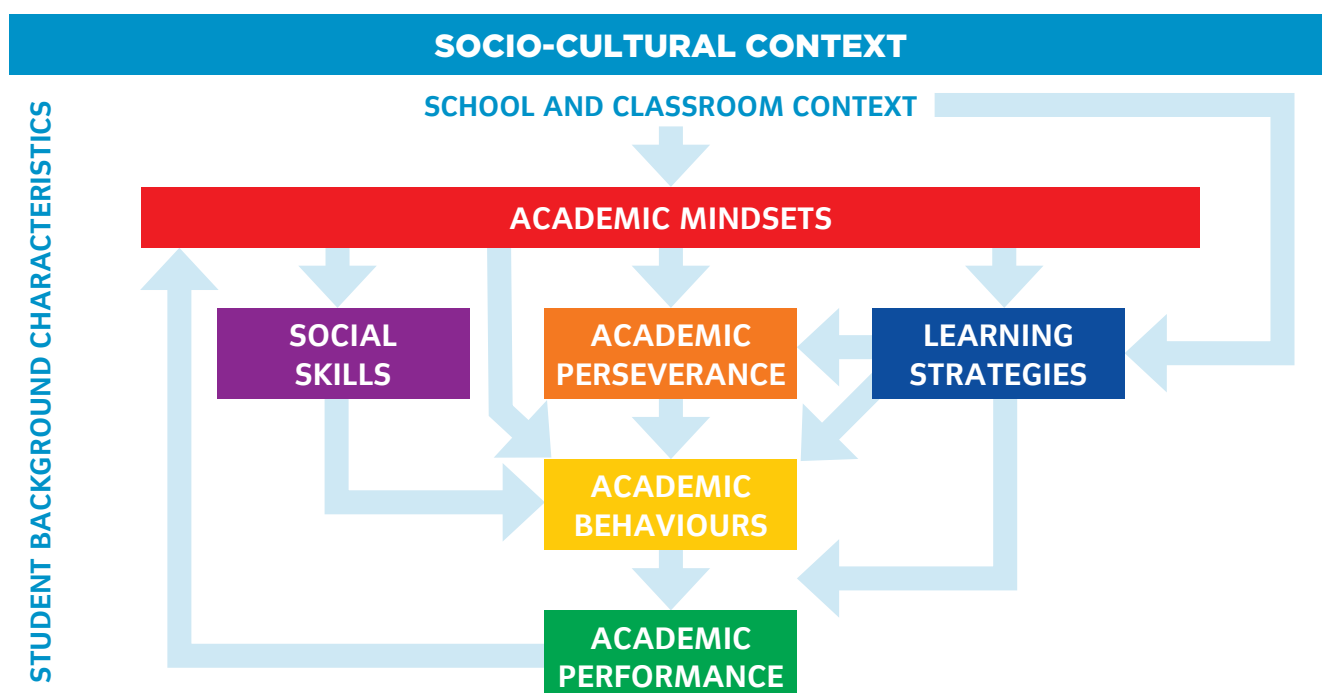 SOCIO-CULTURAL CONTEXT
STUDENT BACKGROUND CHARACTERISTICS
SCHOOL AND CLASSROOM CONTEXT
ACADEMIC MINDSETS
SOCIAL
SKILLS
ACADEMIC
PERSEVERANCE
LEARNING
STRATEGIES
ACADEMIC
BEHAVIOURS
ACADEMIC
PERFORMANCE